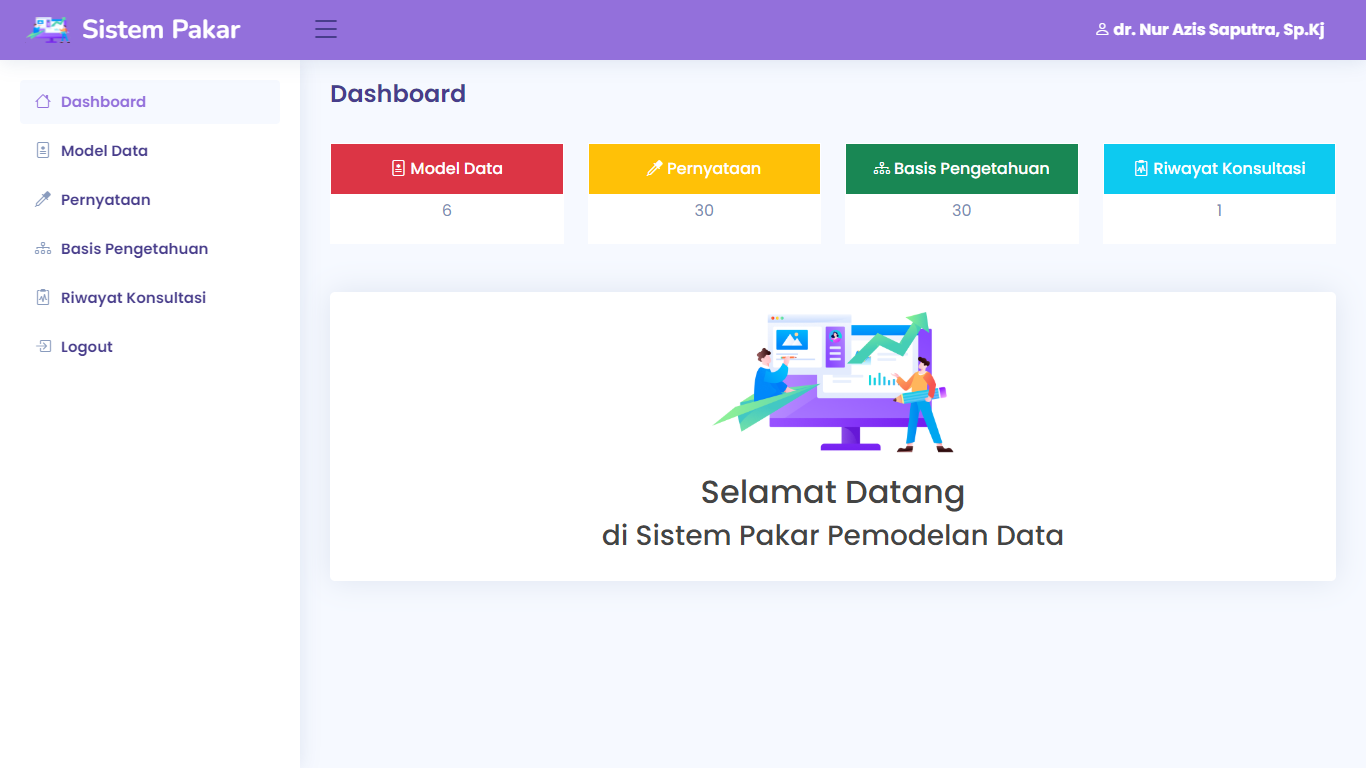 Sistem Pakar
dr. Nur Azis Saputra, Sp.Kj
Dashboard
Model Data
Pernyataan
Basis Pengetahuan
Riwayat Konsultasi
Logout
Dashboard
Model Data
6
Pernyataan
30
Basis Pengetahuan
30
Riwayat Konsultasi
1
Selamat Datang
di Sistem Pakar Pemodelan Data